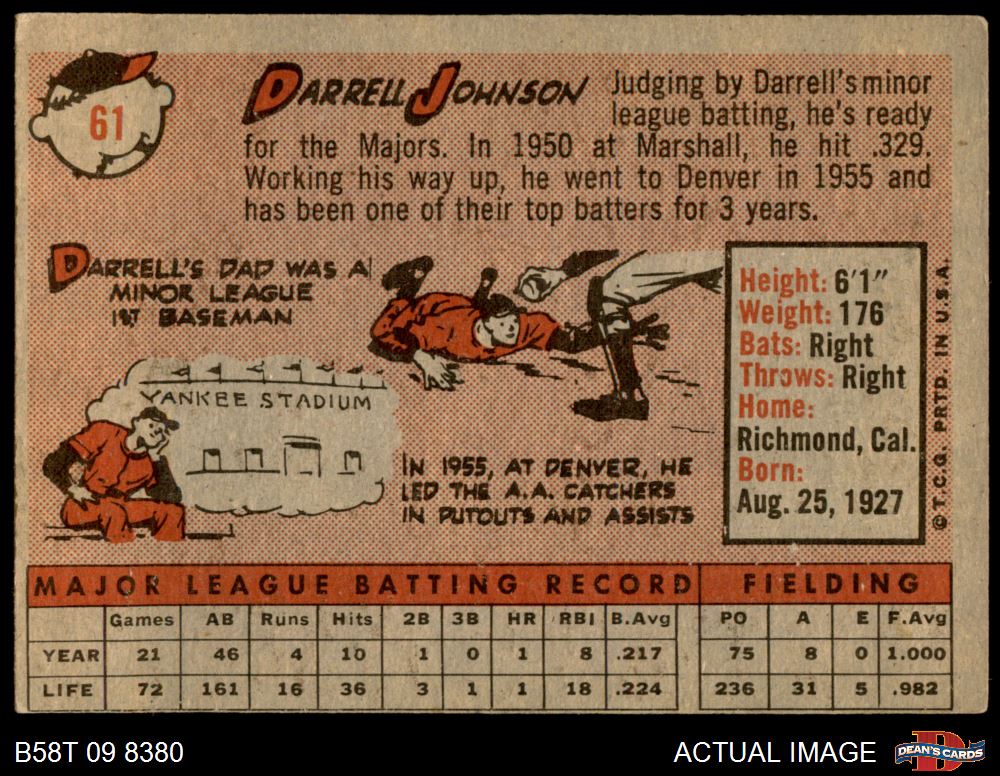 61
DARRELL JOHNSON
Judging by Darrell's minor
league batting, he's ready
for the Majors. In 1950 at Marshall, he hit .329.
Working his way up, he went to Denver in 1955 and
has been one of their top batters for 3 years.
DARRELL'S DAD WAS A
MINOR LEAGUE
1ST BASEMAN
YANKEE STADIUM
IN 1955, AT DENVER, HE
LED THE A.A. CATCHERS
IN PUTOUTS AND ASSISTS
Height: 6'1"
Weight: 176
Bats: Right
Throws: Right
Home:
Richmond, Cal.
Born:
Aug. 25, 1927
© T.C.G. PRTD. IN U.S.A.
MAJOR LEAGUE BATTING RECORD FIELDING
Games AB Runs Hits 2B 3B HR RBI B.Avg PO A E F.Avg
YEAR 21 46 4 10 1 0 1 8 .217 75 8 0 1.000
LIFE 72 161 16 36 3 1 1 18 .224 236 31 5 .982
B58T 09 8380
ACTUAL IMAGE
D
DEAN'S CARDS